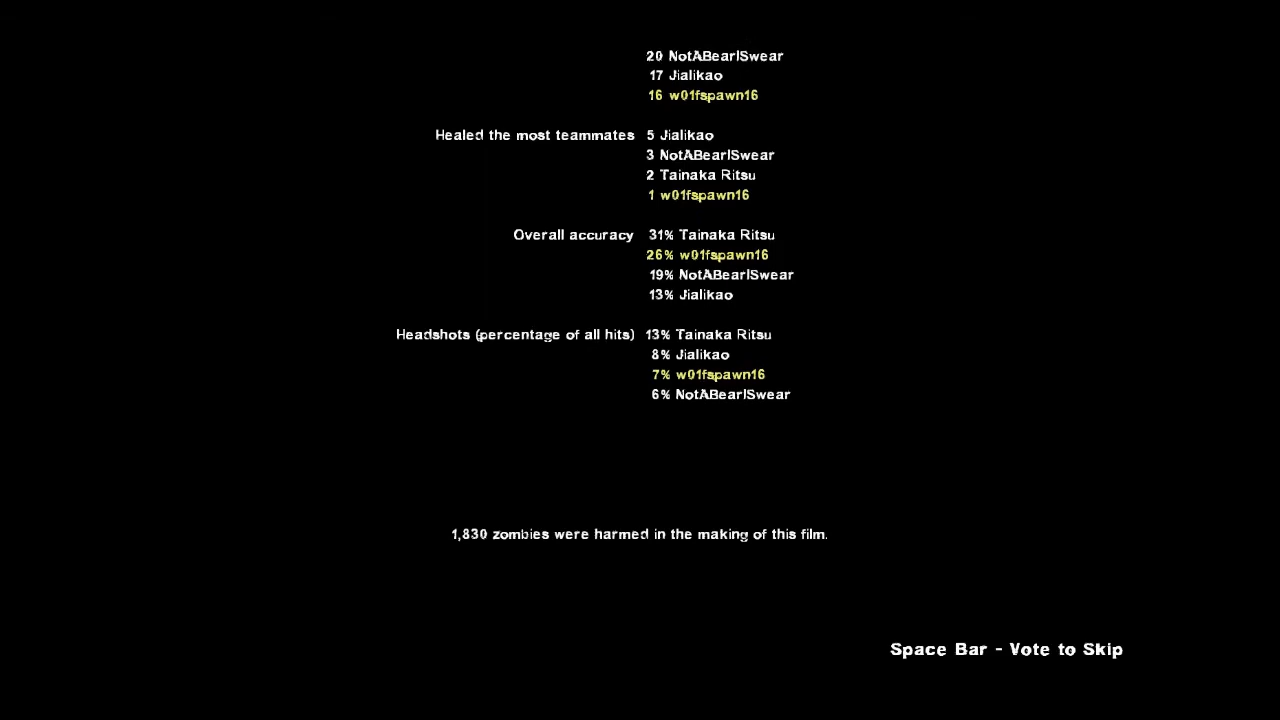 20 NotABearISwear
17 Jialikao
16 w01fspawn16
Healed the most teammates 5 Jialikao
3 NotABearISwear
2 Tainaka Ritsu
1 w01fspawn16
Overall accuracy 31% Tainaka Ritsu
26% w01fspawn16
19% NotABearISwear
13% Jialikao
Headshots (percentage of all hits) 13% Tainaka Ritsu
8% Jialikao
7% w01fspawn16
6% NotABearISwear
1,830 zombies were harmed in the making of this film.
Space Bar - Vote to Skip